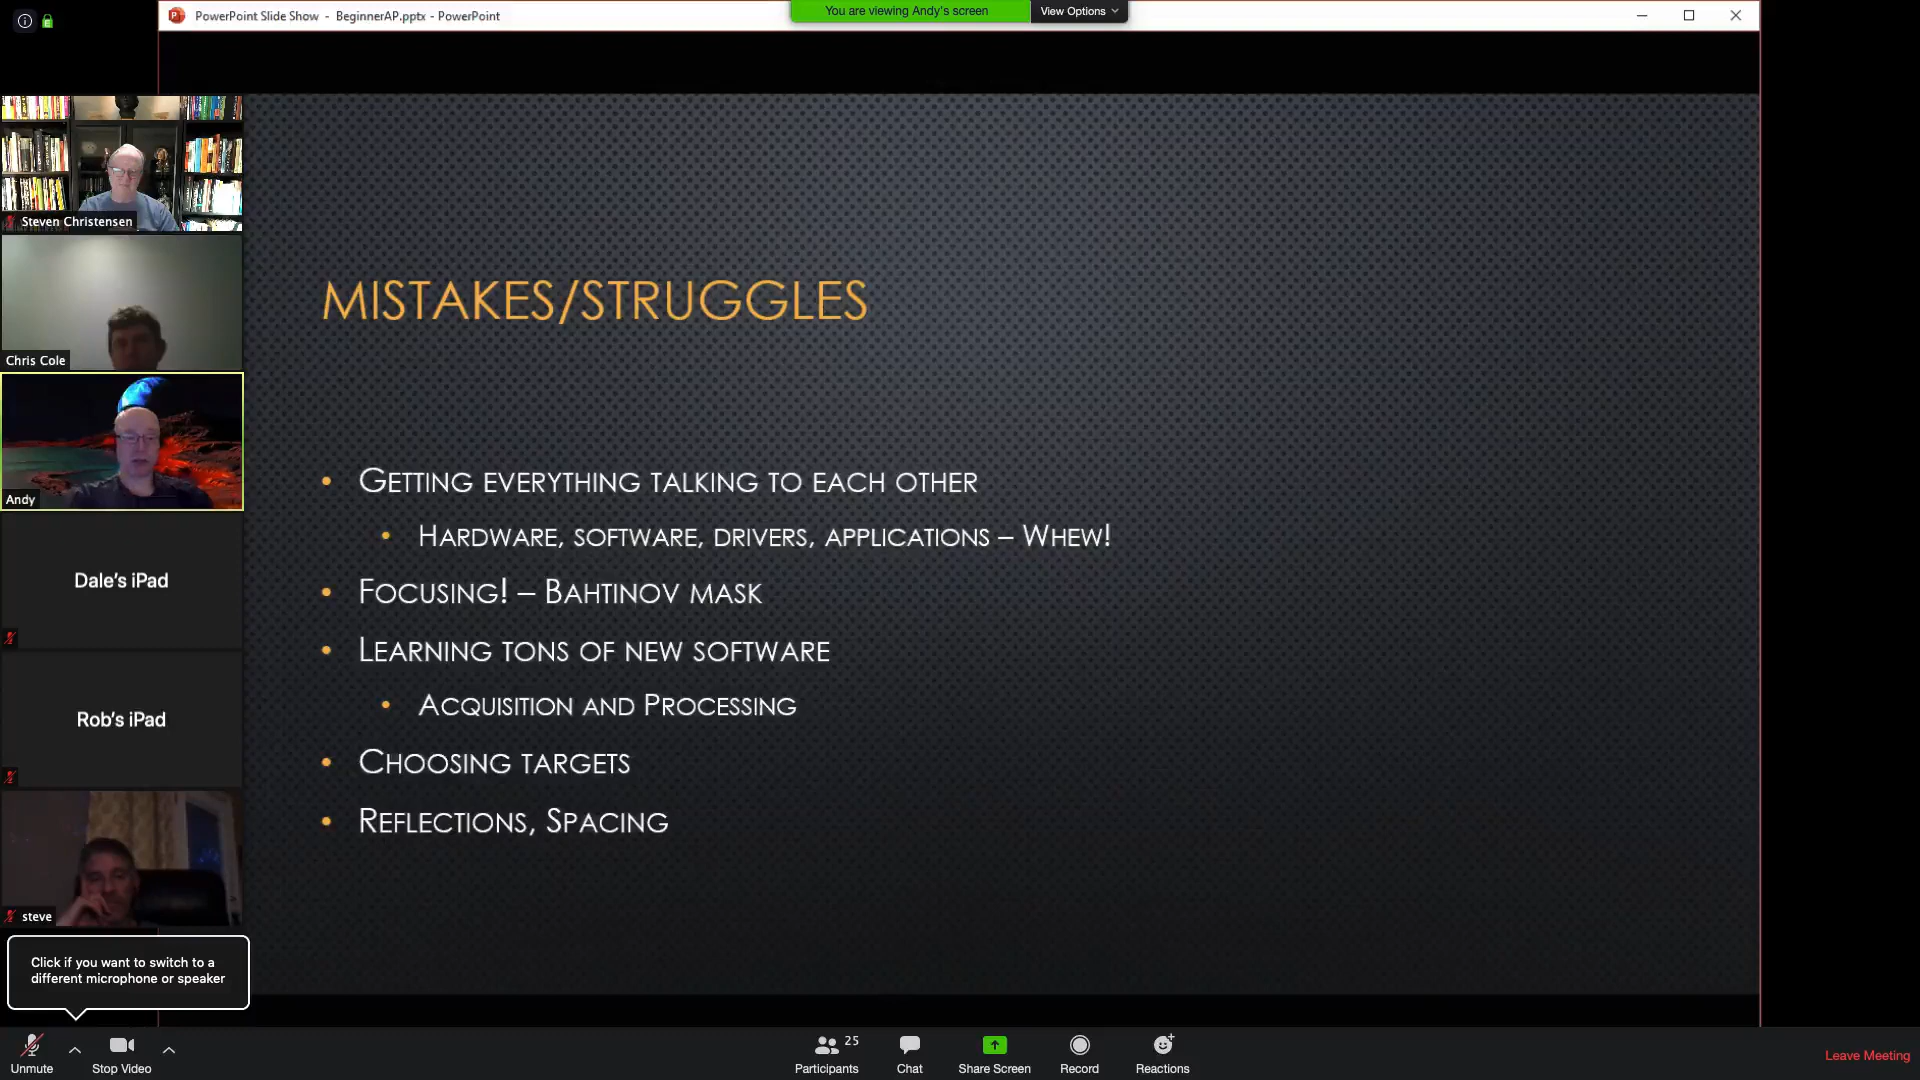 PowerPoint Slide Show - BeginnerAP.pptx - PowerPoint
You are viewing Andy's screen
View Options
Steven Christensen
Chris Cole
Andy
Dale's iPad
Rob's iPad
steve
MISTAKES/STRUGGLES
• GETTING EVERYTHING TALKING TO EACH OTHER
• HARDWARE, SOFTWARE, DRIVERS, APPLICATIONS – WHEW!
• FOCUSING! – BAHTINOV MASK
• LEARNING TONS OF NEW SOFTWARE
• ACQUISITION AND PROCESSING
• CHOOSING TARGETS
• REFLECTIONS, SPACING
Click if you want to switch to a
different microphone or speaker
Unmute
Stop Video
25
Participants
Chat
Share Screen
Record
Reactions
Leave Meeting